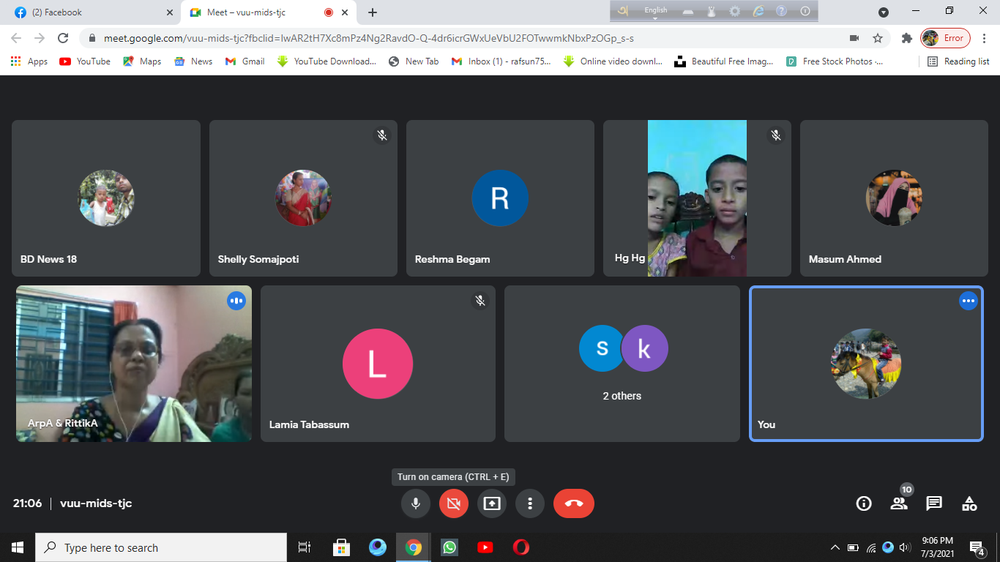 (2) Facebook
Meet – vuu-mids-tjc
English
meet.google.com/vuu-mids-tjc?fbclid=IwAR2tH7Xc8mPz4Ng2RavdO-Q-4dr6icrGWxUeVbU2FOTwwmkNbxPzOGp_s-s
Error
Apps
YouTube
Maps
News
Gmail
YouTube Download...
New Tab
Inbox (1) - rafsun75...
Online video downl...
Beautiful Free Imag...
Free Stock Photos -...
Reading list
R
BD News 18
Shelly Somajpoti
Reshma Begam
Hg Hg
Masum Ahmed
L
s
k
2 others
ArpA & RittikA
Lamia Tabassum
You
Turn on camera (CTRL + E)
21:06 | vuu-mids-tjc
10
Type here to search
9:06 PM
7/3/2021
4